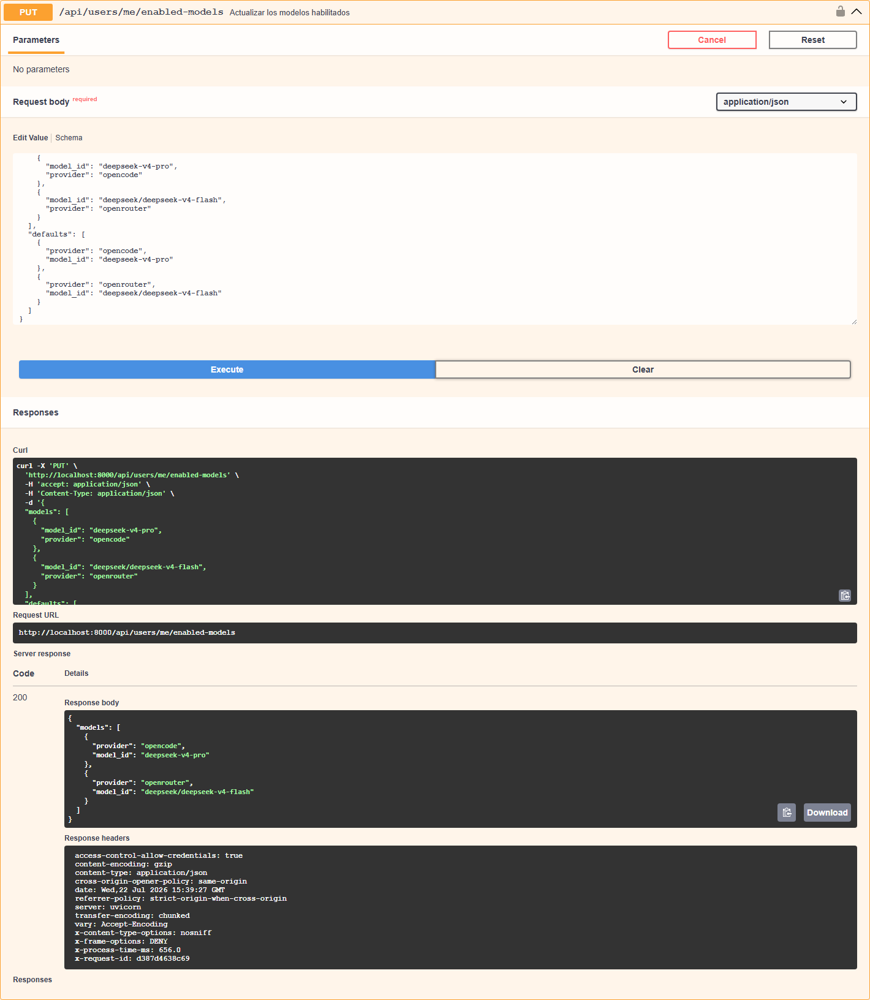 PUT /api/users/me/enabled-models Actualizar los modelos habilitados
Parameters Cancel Reset
No parameters
Request body required application/json
Edit Value Schema
{
"model_id": "deepseek-v4-pro",
"provider": "opencode"
},
{
"model_id": "deepseek/deepseek-v4-flash",
"provider": "openrouter"
}
],
"defaults": [
{
"provider": "opencode",
"model_id": "deepseek-v4-pro"
},
{
"provider": "openrouter",
"model_id": "deepseek/deepseek-v4-flash"
}
]
}
Execute Clear
Responses
Curl
curl -X 'PUT' \
'http://localhost:8000/api/users/me/enabled-models' \
-H 'accept: application/json' \
-H 'Content-Type: application/json' \
-d '{
"models": [
{
"model_id": "deepseek-v4-pro",
"provider": "opencode"
},
{
"model_id": "deepseek/deepseek-v4-flash",
"provider": "openrouter"
}
],
"defaults": [
Request URL
http://localhost:8000/api/users/me/enabled-models
Server response
Code Details
200
Response body
{
"models": [
{
"provider": "opencode",
"model_id": "deepseek-v4-pro"
},
{
"provider": "openrouter",
"model_id": "deepseek/deepseek-v4-flash"
}
]
}
Download
Response headers
access-control-allow-credentials: true
content-encoding: gzip
content-type: application/json
cross-origin-opener-policy: same-origin
date: Wed,22 Jul 2026 15:39:27 GMT
referrer-policy: strict-origin-when-cross-origin
server: uvicorn
transfer-encoding: chunked
vary: Accept-Encoding
x-content-type-options: nosniff
x-frame-options: DENY
x-process-time-ms: 656.0
x-request-id: d387d4638c69
Responses